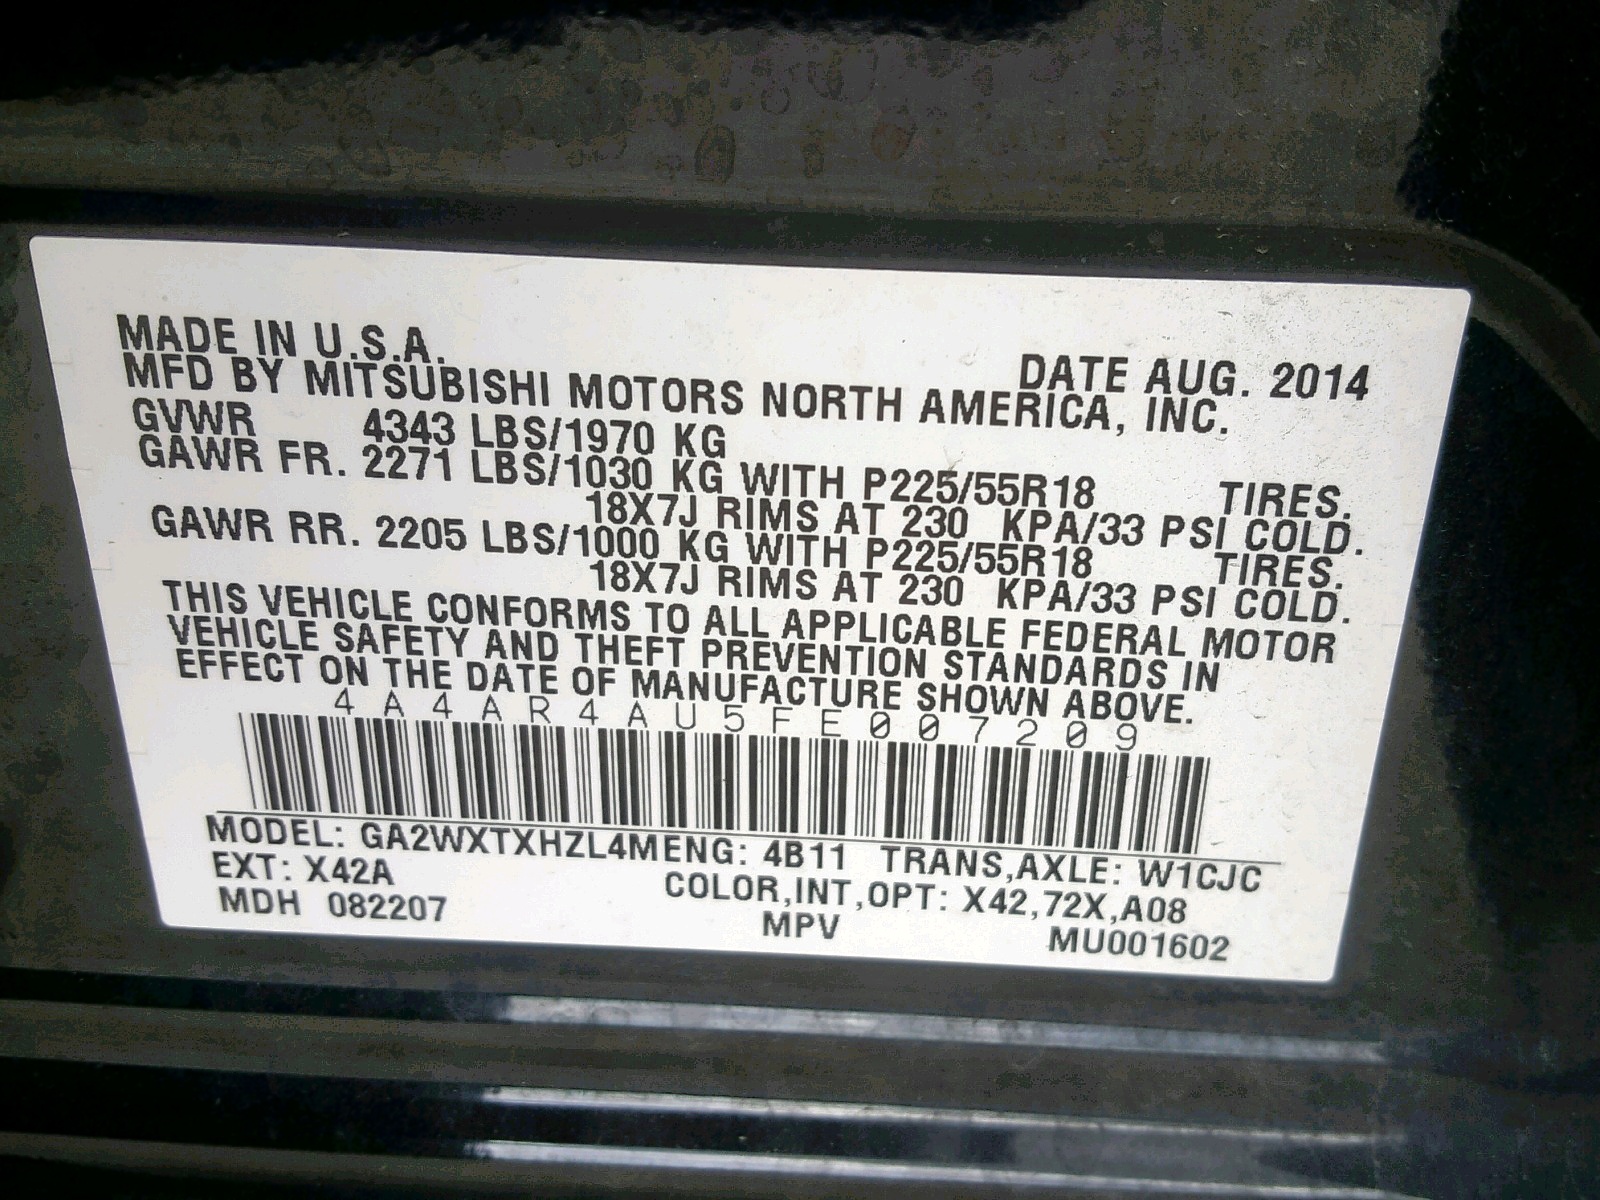 MADE IN U.S.A. DATE AUG. 2014
MFD BY MITSUBISHI MOTORS NORTH AMERICA, INC.
GVWR 4343 LBS/1970 KG
GAWR FR. 2271 LBS/1030 KG WITH P225/55R18 TIRES.
18X7J RIMS AT 230 KPA/33 PSI COLD.
GAWR RR. 2205 LBS/1000 KG WITH P225/55R18 TIRES.
18X7J RIMS AT 230 KPA/33 PSI COLD.
THIS VEHICLE CONFORMS TO ALL APPLICABLE FEDERAL MOTOR
VEHICLE SAFETY AND THEFT PREVENTION STANDARDS IN
EFFECT ON THE DATE OF MANUFACTURE SHOWN ABOVE.
4A4AR4AU5FE007209
MODEL: GA2WXTXHZL4MENG: 4B11 TRANS,AXLE: W1CJC
EXT: X42A COLOR,INT,OPT: X42,72X,A08
MDH 082207 MPV MU001602